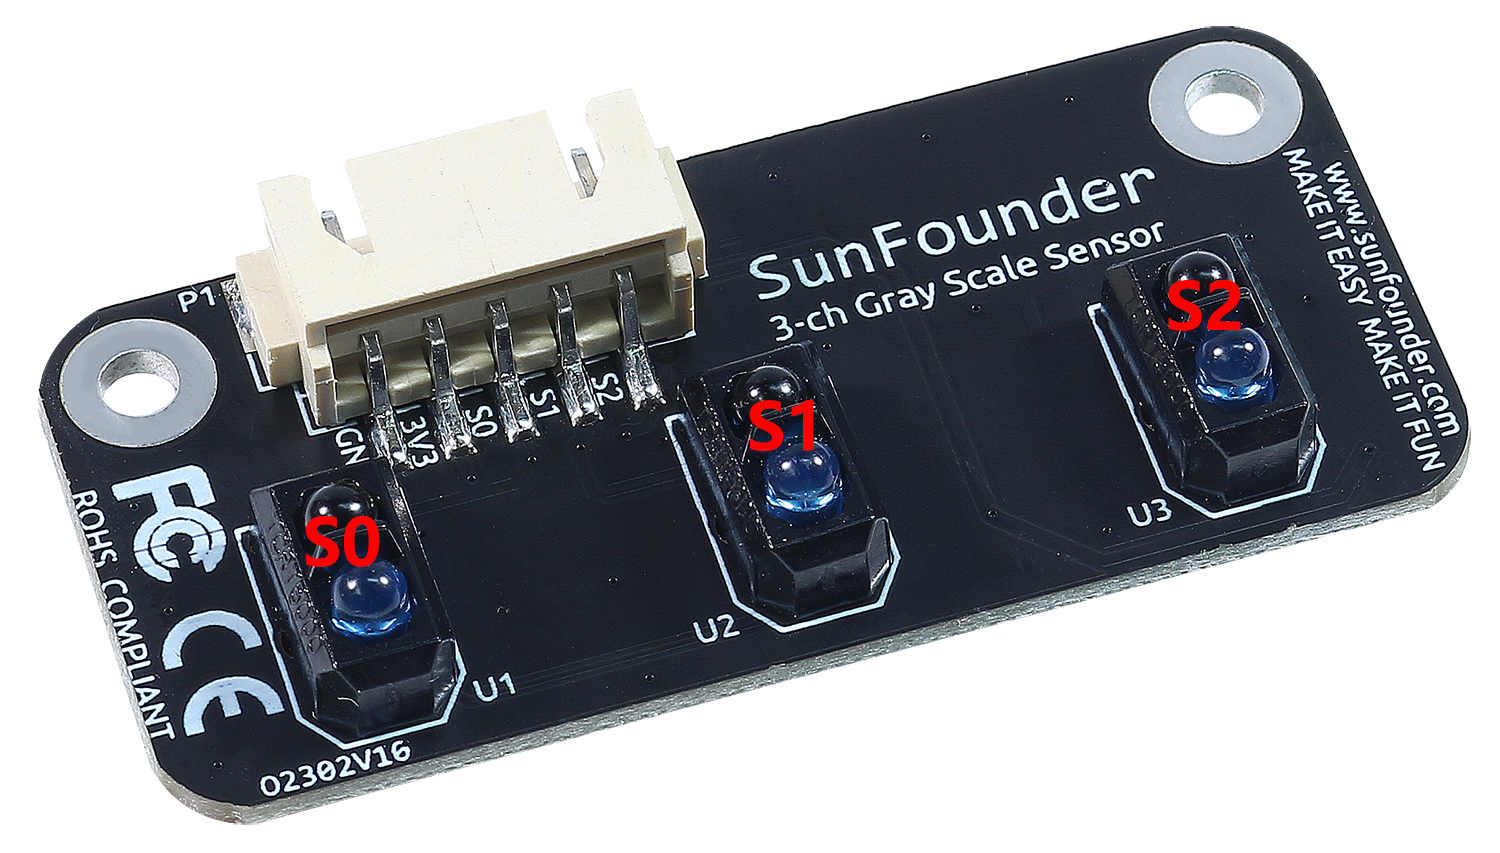 P1
GN
3V3
S0
S1
S2
SunFounder
3-ch Gray Scale Sensor
www.sunfounder.com
MAKE IT EASY MAKE IT FUN
S0
S1
S2
U1
U2
U3
FC
CE
ROHS COMPLIANT
O2302V16